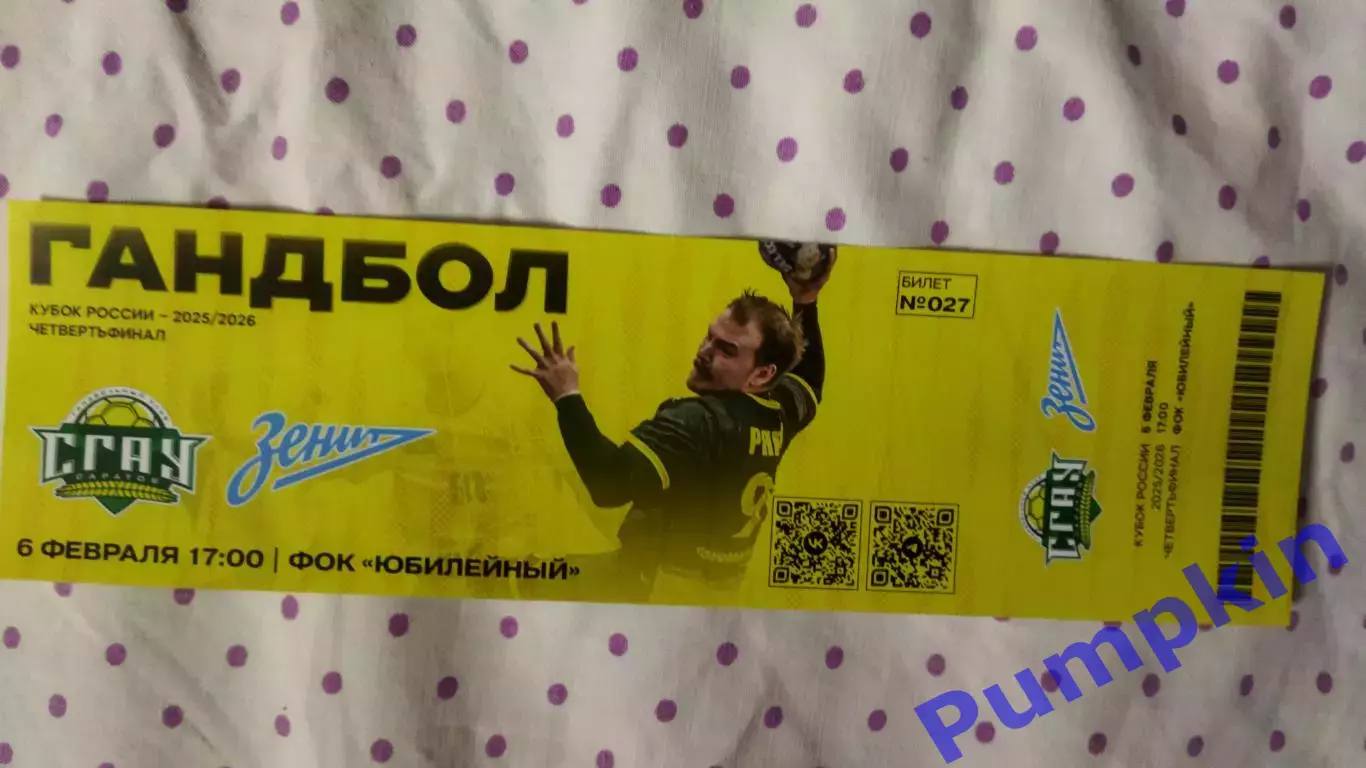 ГАНДБОЛ
КУБОК РОССИИ – 2025/2026
ЧЕТВЕРТЬФИНАЛ
СГАУ
САРАТОВ
Зенит
6 ФЕВРАЛЯ 17:00 | ФОК «ЮБИЛЕЙНЫЙ»
БИЛЕТ
№027
Зенит
СГАУ
КУБОК РОССИИ 6 ФЕВРАЛЯ
2025/2026 17:00
ЧЕТВЕРТЬФИНАЛ ФОК «ЮБИЛЕЙНЫЙ»
Pumpkin